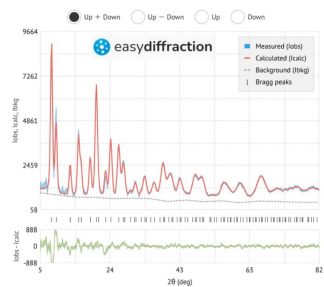 Up + Down
Up − Down
Up
Down
9664
7262
4861
2459
58
Iobs, Icalc, Ibkg
easydiffraction
Measured (Iobs)
Calculated (Icalc)
Background (Ibkg)
Bragg peaks
888
0
-888
Iobs - Icalc
5
24
43
63
82
2θ (deg)